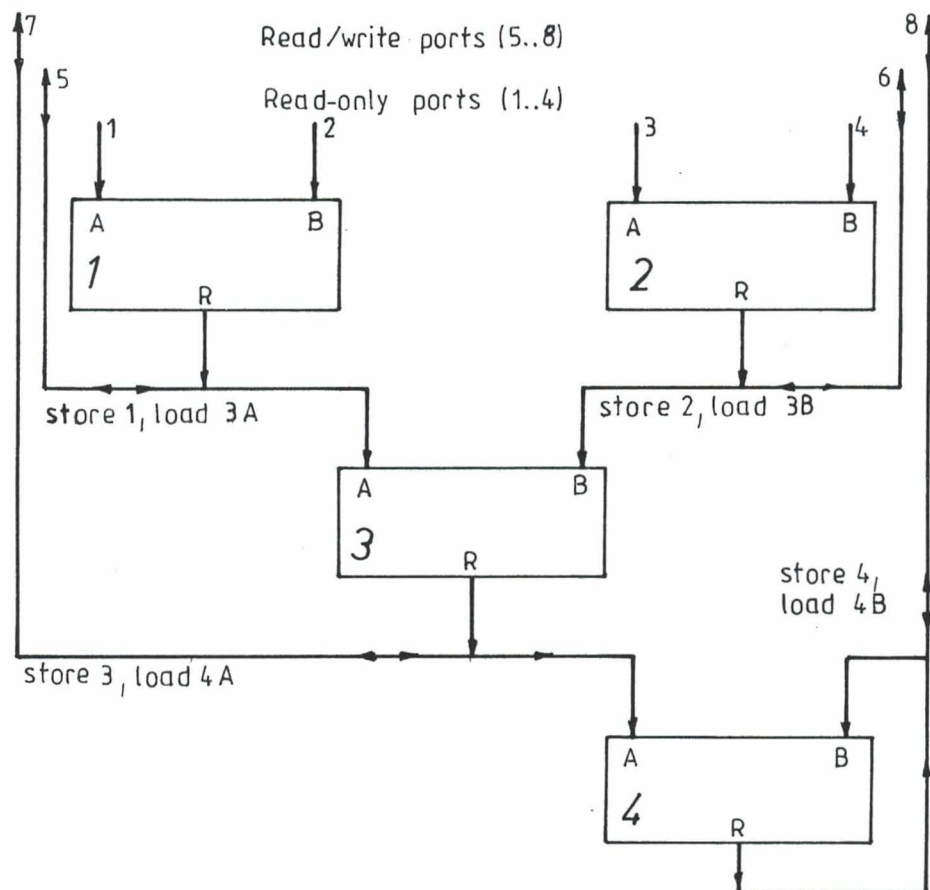 7
8
Read/write ports (5..8)
5
6
Read-only ports (1..4)
1
2
3
4
A
B
1
R
A
B
2
R
store 1, load 3A
store 2, load 3B
A
B
3
R
store 4,
load 4B
store 3, load 4A
A
B
4
R